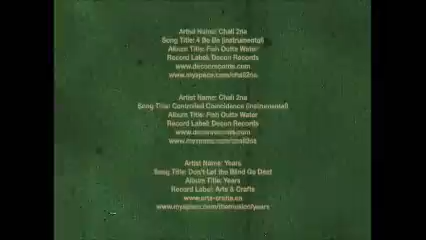 Artist Name: Chali 2na
Song Title: 4 Be Be (Instrumental)
Album Title: Fish Outta Water
Record Label: Decon Records
www.deconrecords.com
www.myspace.com/chali2na
Artist Name: Chali 2na
Song Title: Controlled Coincidence (Instrumental)
Album Title: Fish Outta Water
Record Label: Decon Records
www.deconrecords.com
www.myspace.com/chali2na
Artist Name: Years
Song Title: Don't Let the Blind Go Deaf
Album Title: Years
Record Label: Arts & Crafts
www.arts-crafts.ca
www.myspace.com/themusicofyears